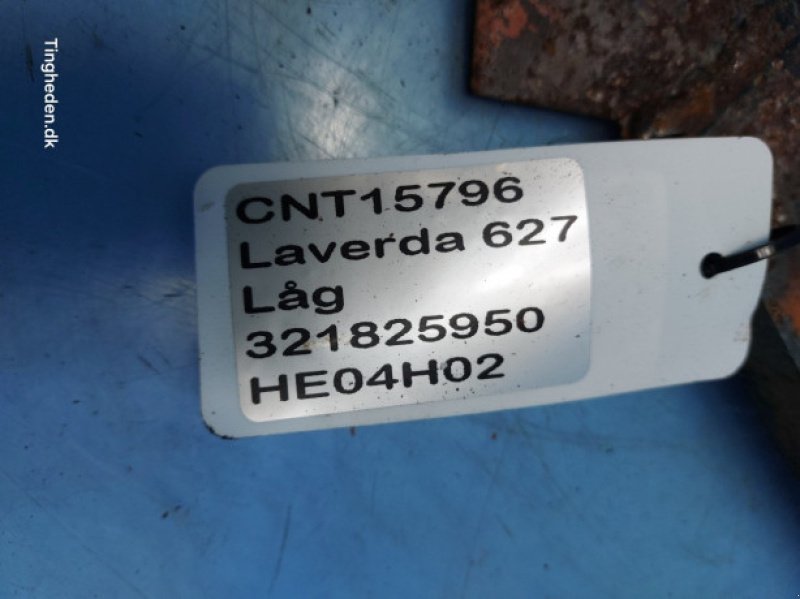 Tingheden.dk
CNT15796
Laverda 627
Låg
321825950
HE04H02